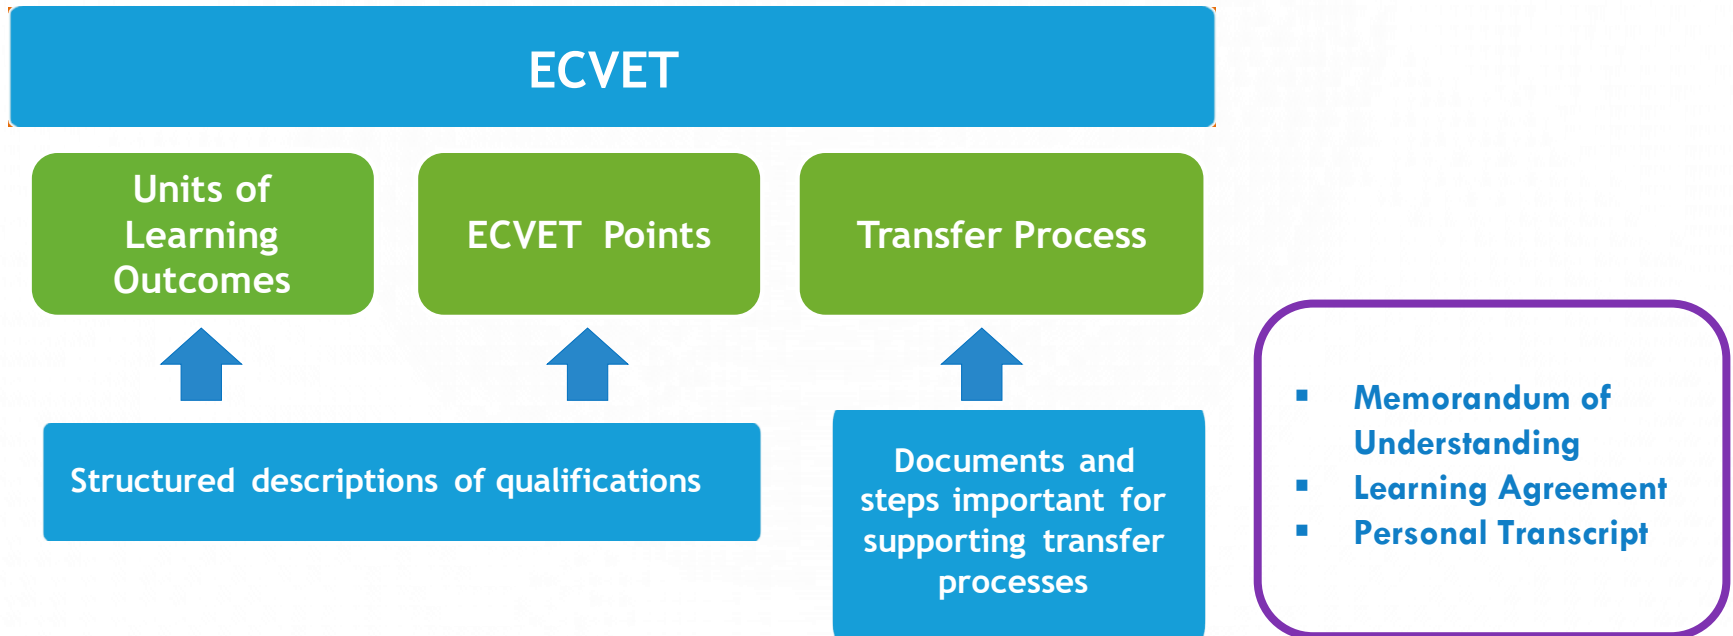 ECVET
Units of
Learning
Outcomes
ECVET Points
Transfer Process
Structured descriptions of qualifications
Documents and
steps important for
supporting transfer
processes
▪ Memorandum of
Understanding
▪ Learning Agreement
▪ Personal Transcript